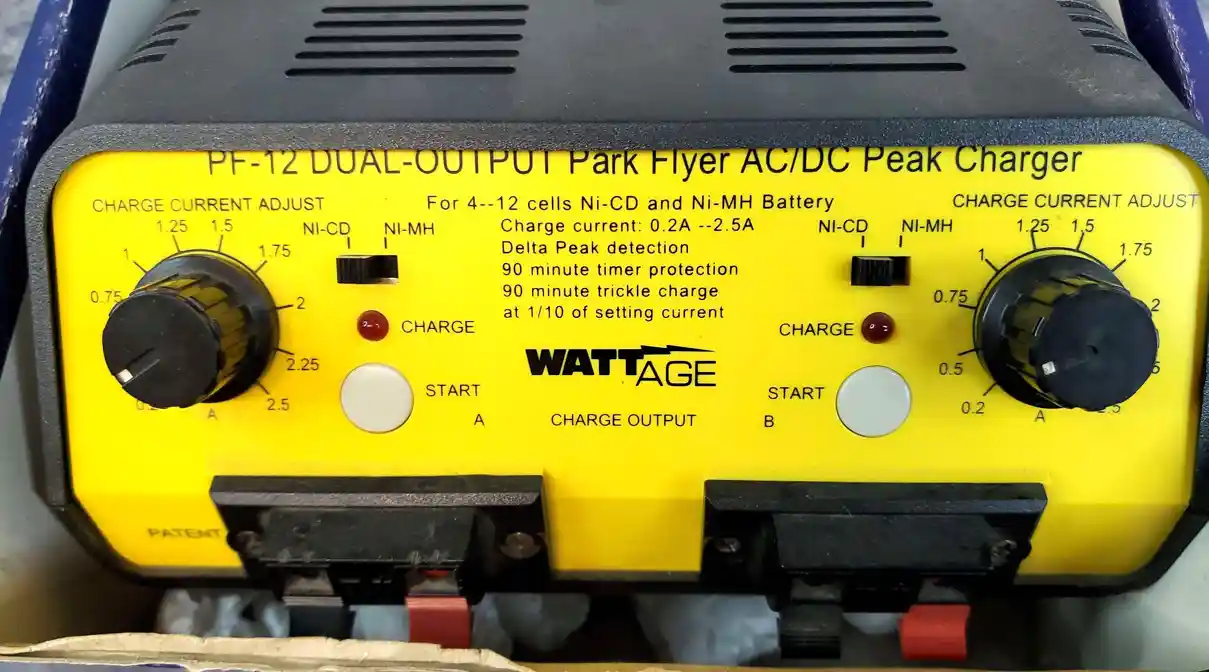 PF-12 DUAL-OUTPUT Park Flyer AC/DC Peak Charger
CHARGE CURRENT ADJUST
For 4--12 cells Ni-CD and Ni-MH Battery
CHARGE CURRENT ADJUST
1.25 1.5
NI-CD NI-MH
Charge current: 0.2A --2.5A
NI-CD NI-MH
1.25 1.5
1 1.75
Delta Peak detection
1 1.75
0.75 2
90 minute timer protection
0.75 2
90 minute trickle charge
at 1/10 of setting current
CHARGE
CHARGE
2.25
WATTAGE
0.5
2.5
START
START
0.2
A
A
CHARGE OUTPUT
B
A
2.5
PATENT